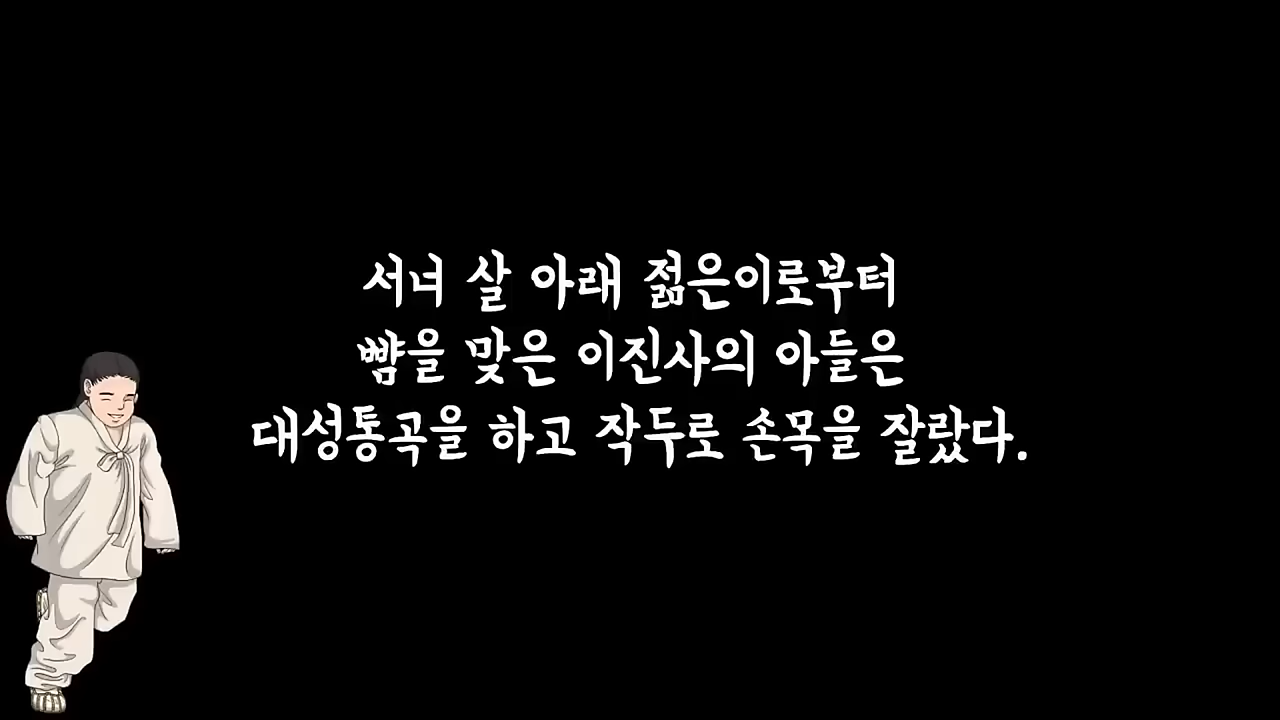 서너 살 아래 젊은이로부터
뺨을 맞은 이진사의 아들은
대성통곡을 하고 작두로 손목을 잘랐다.